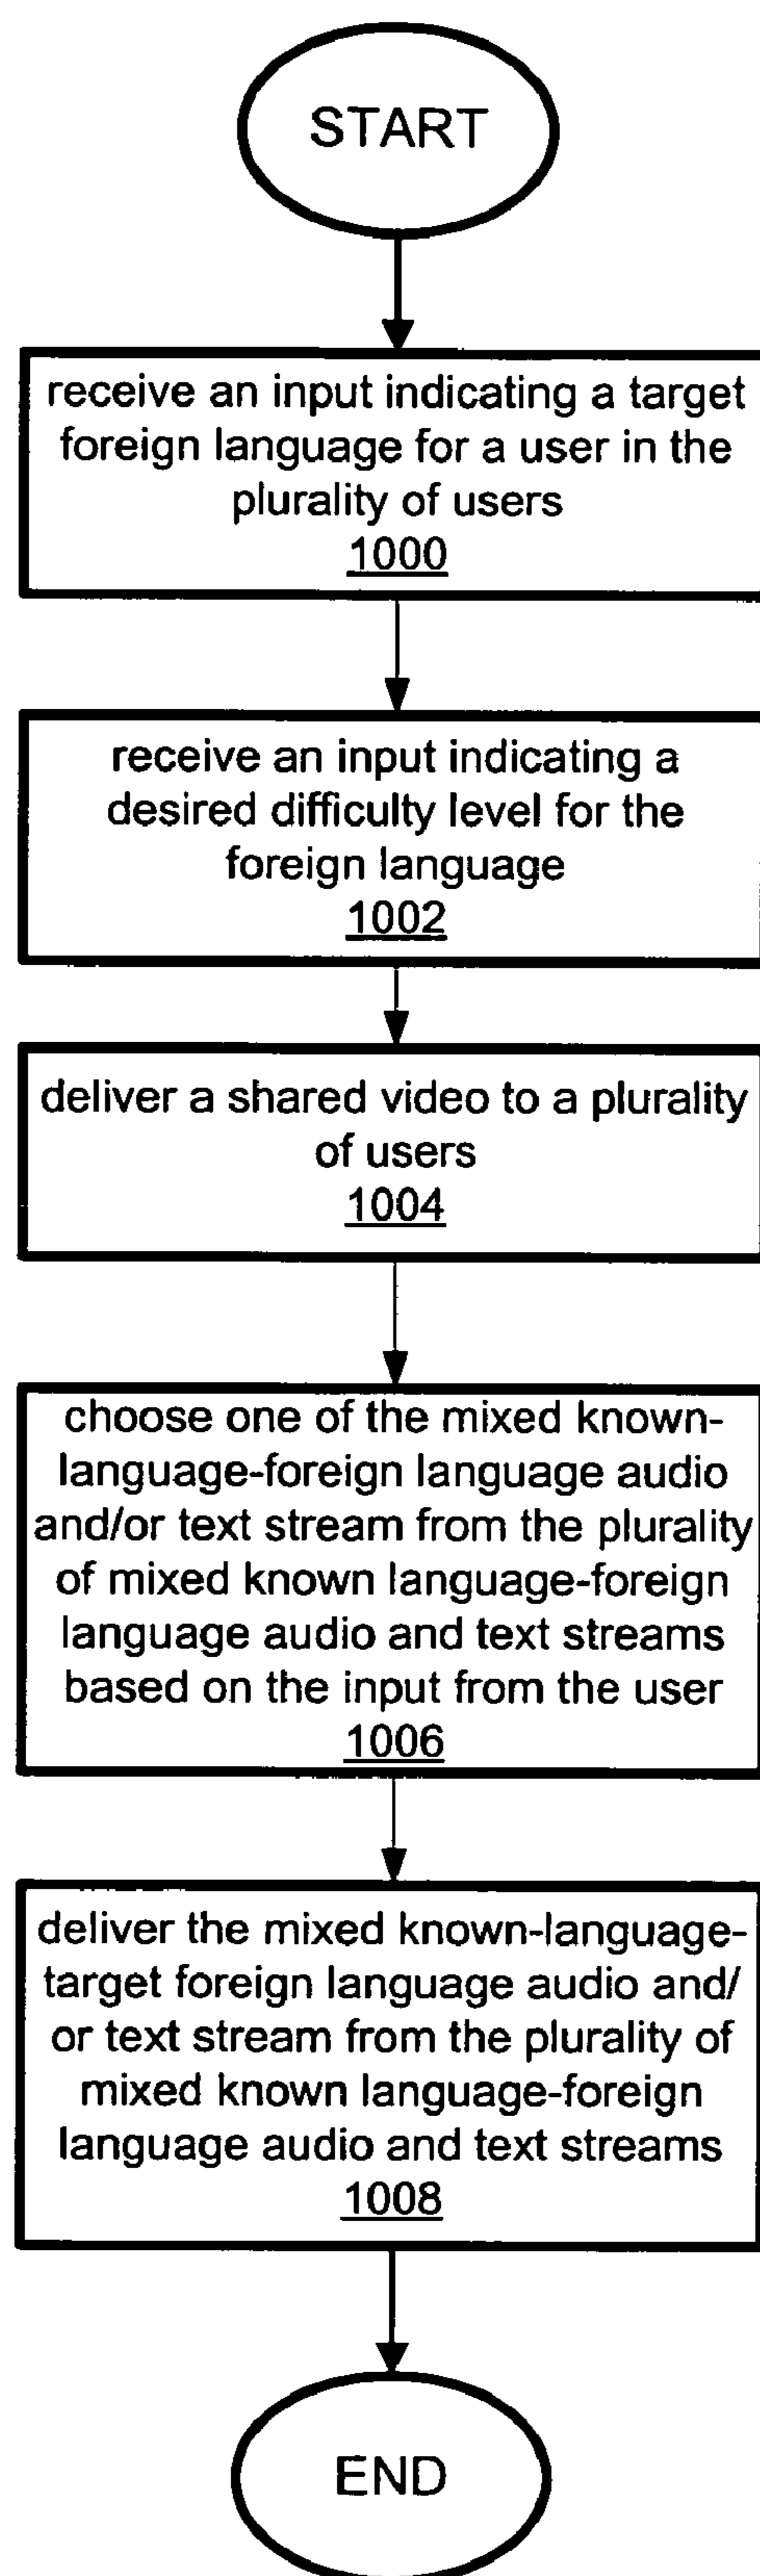 START
receive an input indicating a target
foreign language for a user in the
plurality of users
1000
receive an input indicating a
desired difficulty level for the
foreign language
1002
deliver a shared video to a plurality
of users
1004
choose one of the mixed known-
language-foreign language audio
and/or text stream from the plurality
of mixed known language-foreign
language audio and text streams
based on the input from the user
1006
deliver the mixed known-language-
target foreign language audio and/
or text stream from the plurality of
mixed known language-foreign
language audio and text streams
1008
END